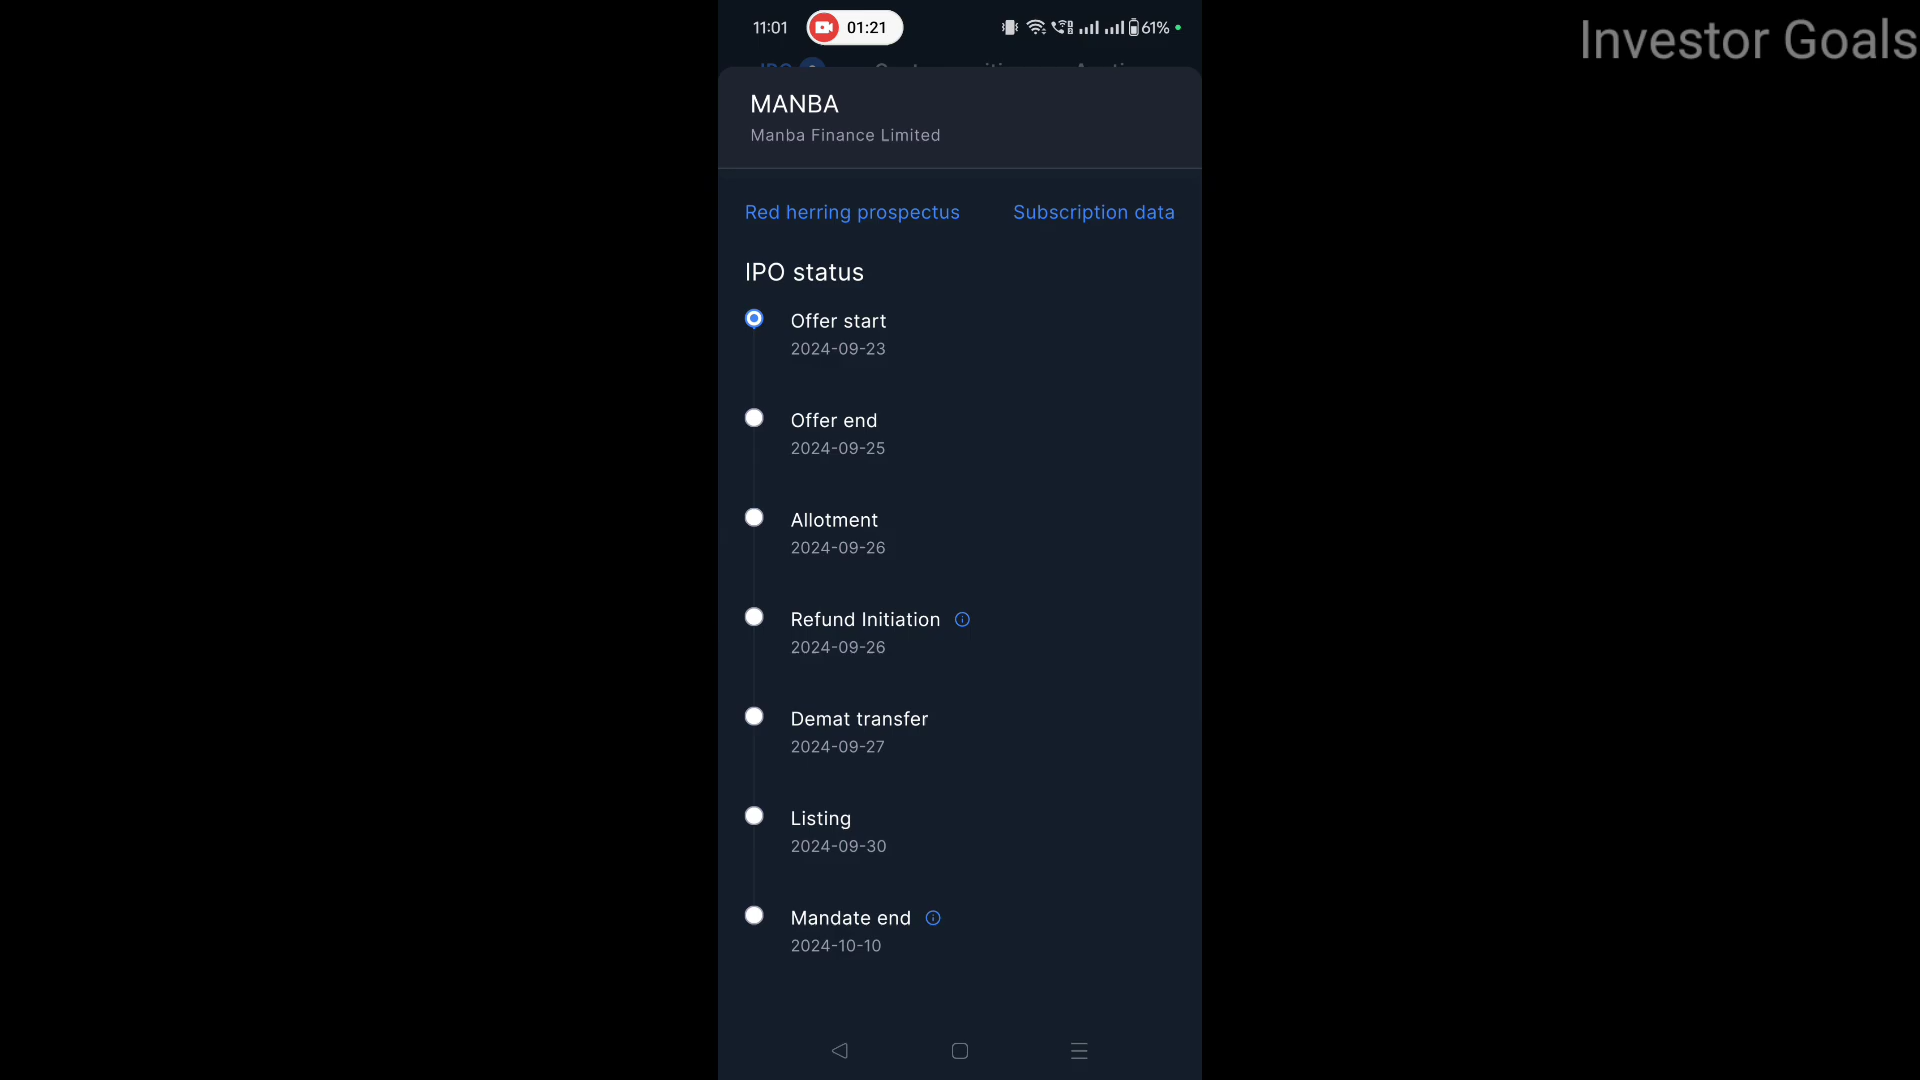 11:01 01:21 61%
Investor Goals
IPO
MANBA
Manba Finance Limited
Red herring prospectus Subscription data
IPO status
Offer start
2024-09-23
Offer end
2024-09-25
Allotment
2024-09-26
Refund Initiation
2024-09-26
Demat transfer
2024-09-27
Listing
2024-09-30
Mandate end
2024-10-10